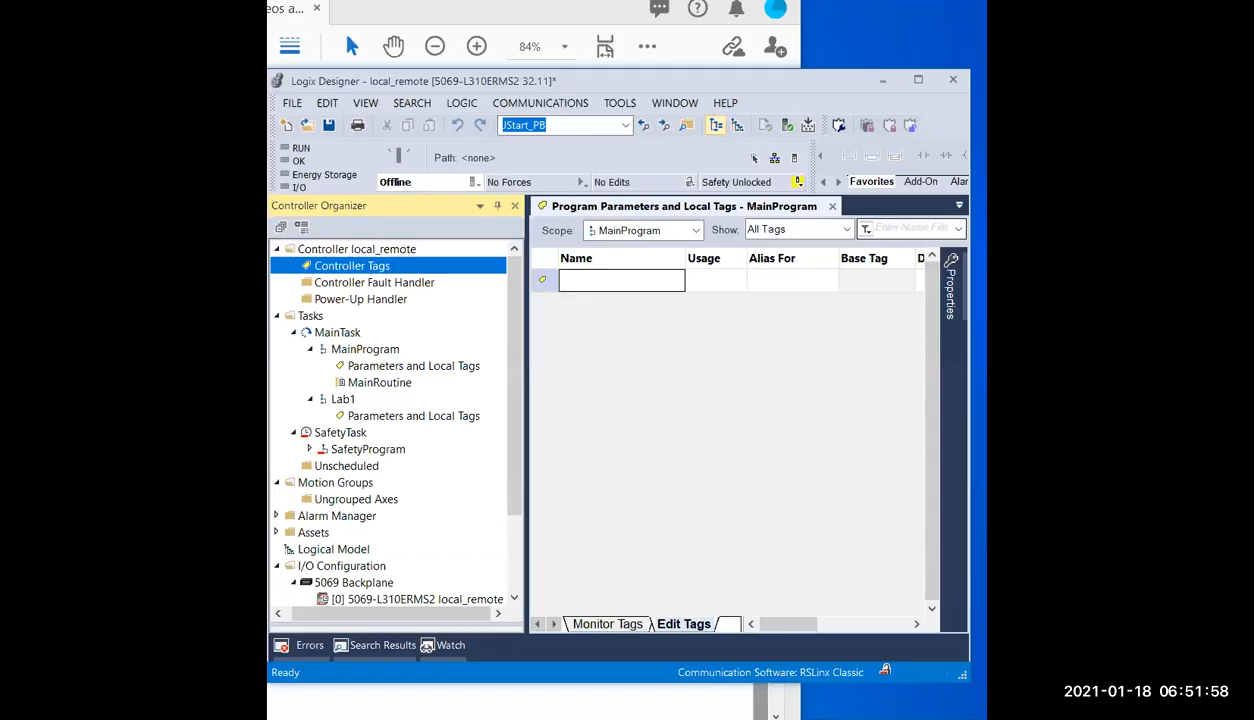 eos a...
84%
Logix Designer - local_remote [5069-L310ERMS2 32.11]*
FILE EDIT VIEW SEARCH LOGIC COMMUNICATIONS TOOLS WINDOW HELP
JStart_PB
RUN
OK
Energy Storage
I/O
Path: <none>
Offline No Forces No Edits Safety Unlocked
Favorites Add-On Alar
Controller Organizer
Controller local_remote
Controller Tags
Controller Fault Handler
Power-Up Handler
Tasks
MainTask
MainProgram
Parameters and Local Tags
MainRoutine
Lab1
Parameters and Local Tags
SafetyTask
SafetyProgram
Unscheduled
Motion Groups
Ungrouped Axes
Alarm Manager
Assets
Logical Model
I/O Configuration
5069 Backplane
[0] 5069-L310ERMS2 local_remote
Program Parameters and Local Tags - MainProgram
Scope: MainProgram Show: All Tags Enter Name Filte
Name Usage Alias For Base Tag D
Properties
Monitor Tags Edit Tags
Errors Search Results Watch
Ready Communication Software: RSLinx Classic
2021-01-18 06:51:58